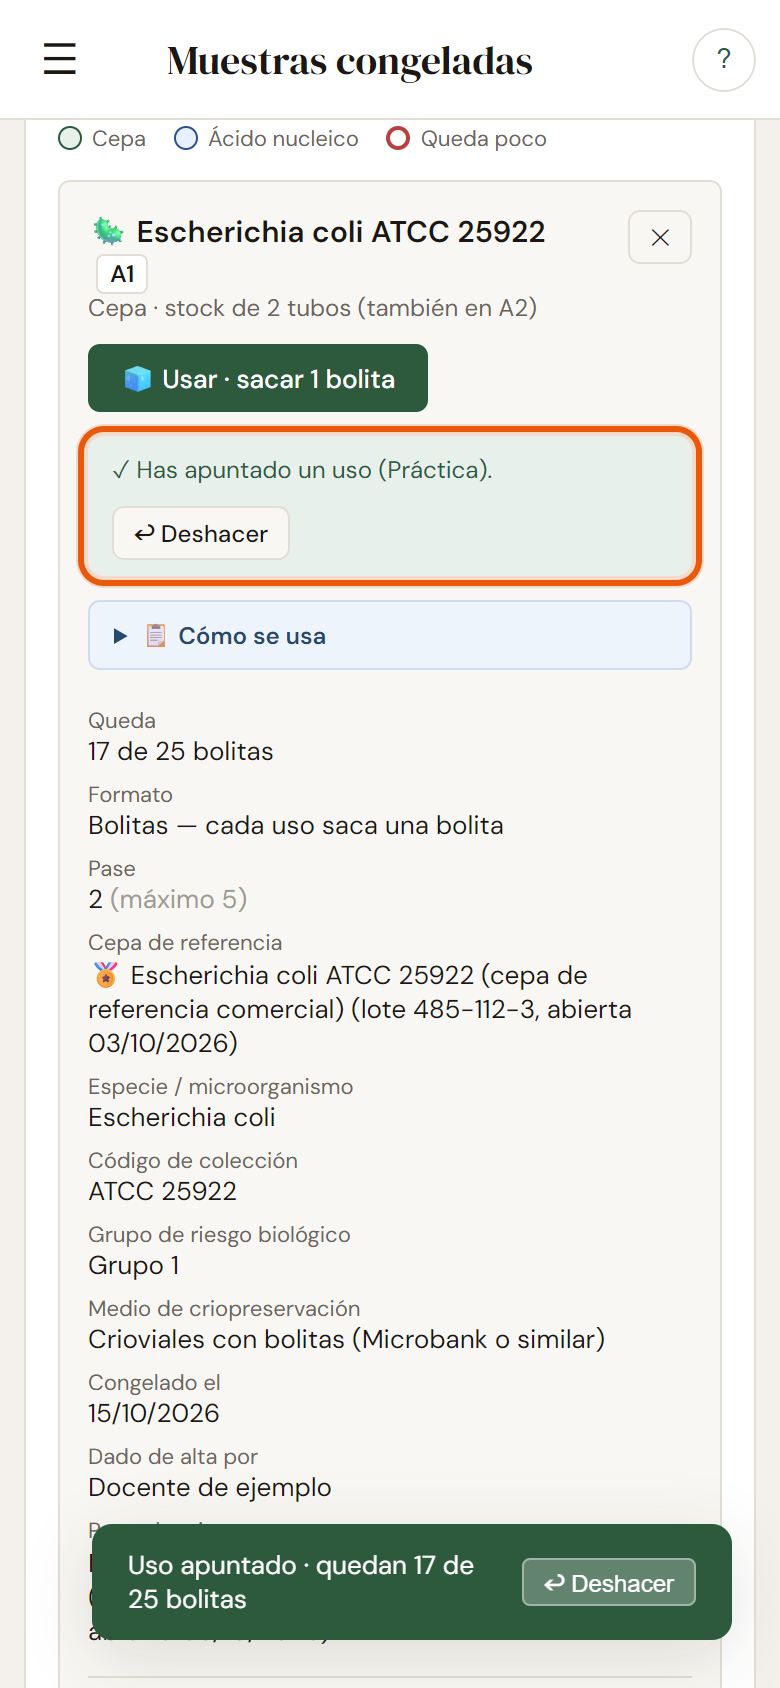 Muestras congeladas
?
Cepa
Ácido nucleico
Queda poco
Escherichia coli ATCC 25922
A1
Cepa · stock de 2 tubos (también en A2)
Usar · sacar 1 bolita
✓ Has apuntado un uso (Práctica).
↩ Deshacer
Cómo se usa
Queda
17 de 25 bolitas
Formato
Bolitas — cada uso saca una bolita
Pase
2 (máximo 5)
Cepa de referencia
Escherichia coli ATCC 25922 (cepa de
referencia comercial) (lote 485-112-3, abierta
03/10/2026)
Especie / microorganismo
Escherichia coli
Código de colección
ATCC 25922
Grupo de riesgo biológico
Grupo 1
Medio de criopreservación
Crioviales con bolitas (Microbank o similar)
Congelado el
15/10/2026
Dado de alta por
Docente de ejemplo
Uso apuntado · quedan 17 de
25 bolitas
↩ Deshacer